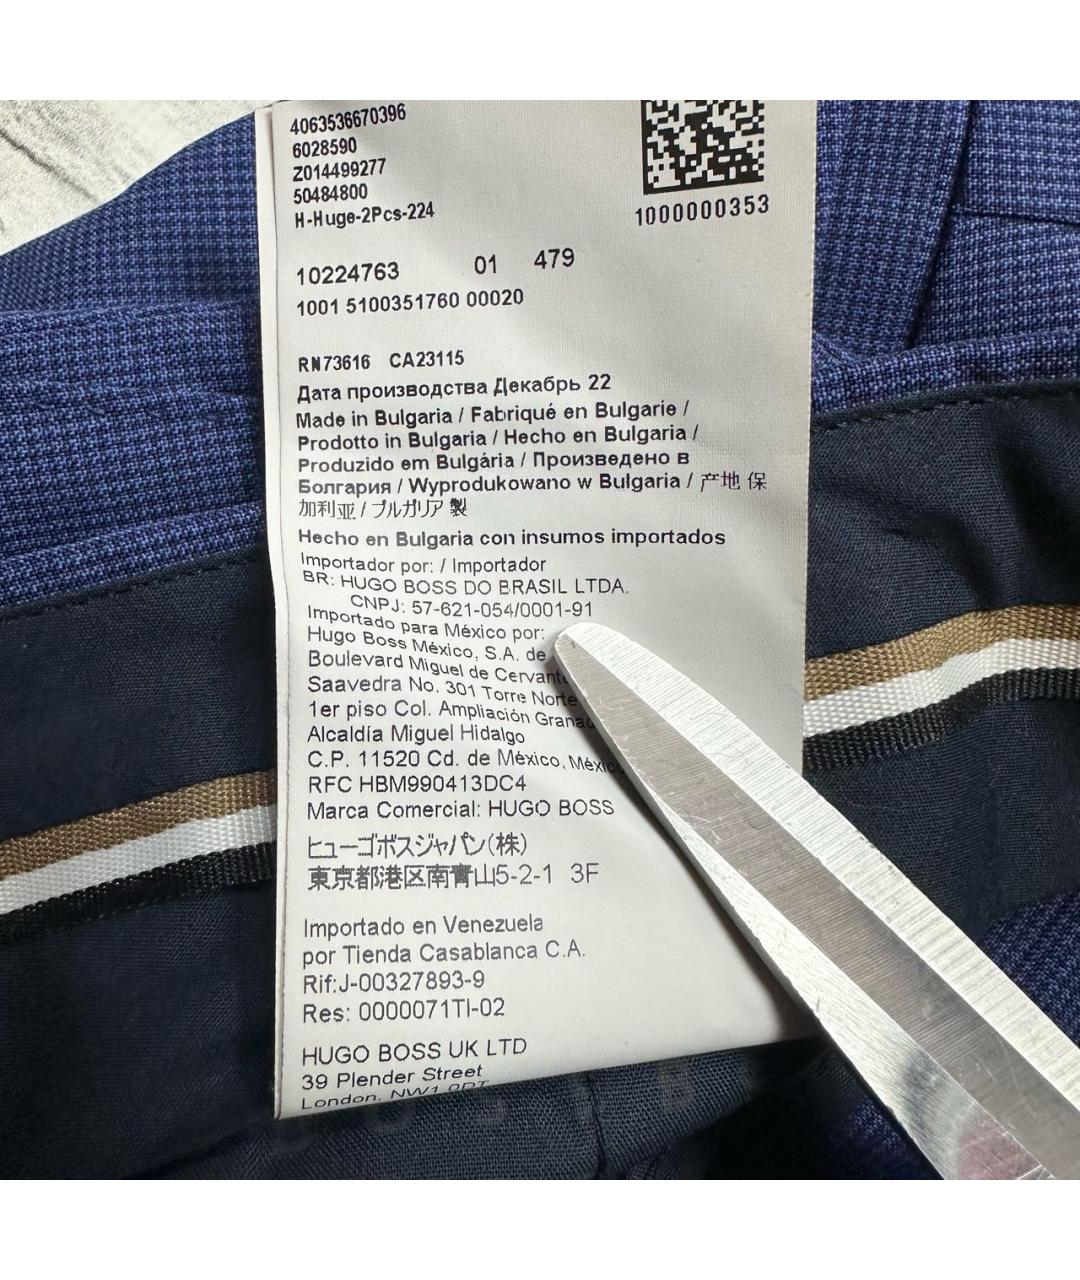 4063536670396
6028590
Z014499277
50484800
H-Huge-2Pcs-224
1000000353
10224763 01 479
1001 5100351760 00020
RN73616 CA23115
Дата производства Декабрь 22
Made in Bulgaria / Fabriqué en Bulgarie /
Prodotto in Bulgaria / Hecho en Bulgaria /
Produzido em Bulgária / Произведено в
Болгария / Wyprodukowano w Bulgaria / 产地 保
加利亚 / ブルガリア 製
Hecho en Bulgaria con insumos importados
Importador por: / Importador
BR: HUGO BOSS DO BRASIL LTDA.
CNPJ: 57-621-054/0001-91
Importado para México por:
Hugo Boss México, S.A. de
Boulevard Miguel de
Saavedra No. 301 Torre Norte
1er piso Col. Ampliación
Alcaldía Miguel Hidalgo
C.P. 11520 Cd. de México,
RFC HBM990413DC4
Marca Comercial: HUGO BOSS
ヒューゴボスジャパン(株)
東京都港区南青山5-2-1 3F
Importado en Venezuela
por Tienda Casablanca C.A.
Rif:J-00327893-9
Res: 0000071TI-02
HUGO BOSS UK LTD
39 Plender Street
London, NW1 0DT